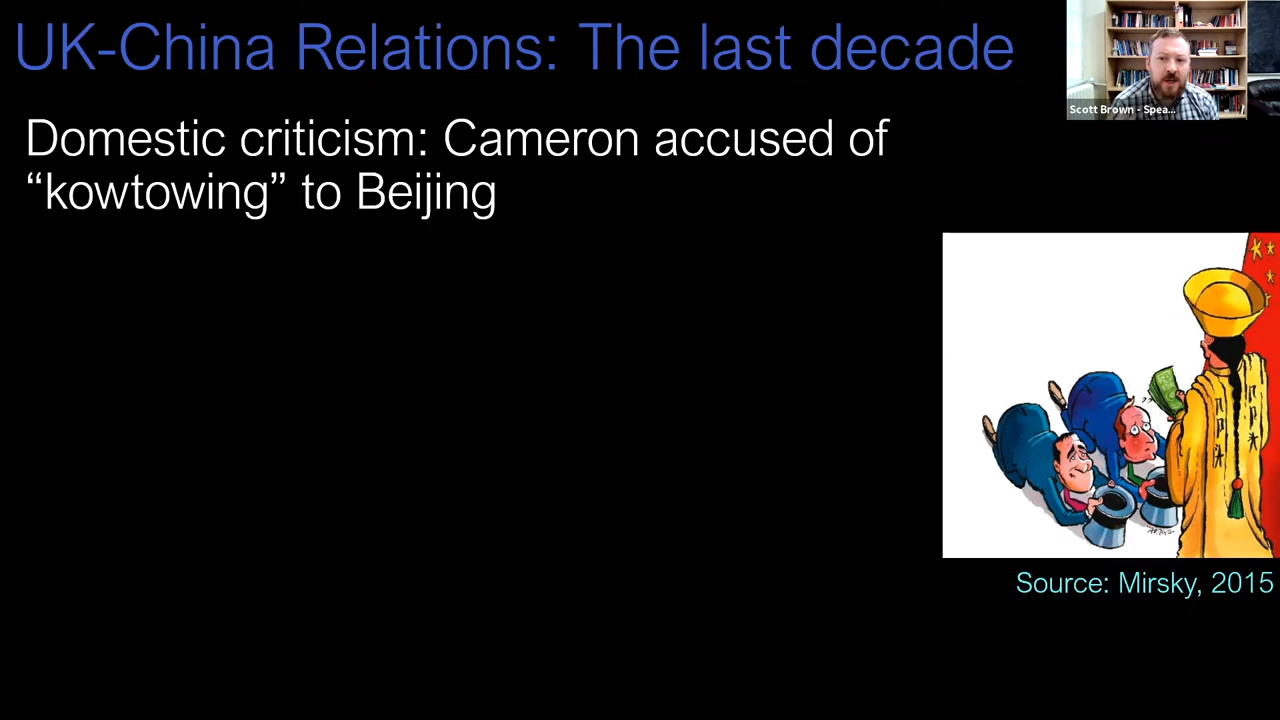 UK-China Relations: The last decade
Scott Brown - Spea...
Domestic criticism: Cameron accused of
“kowtowing” to Beijing
Source: Mirsky, 2015